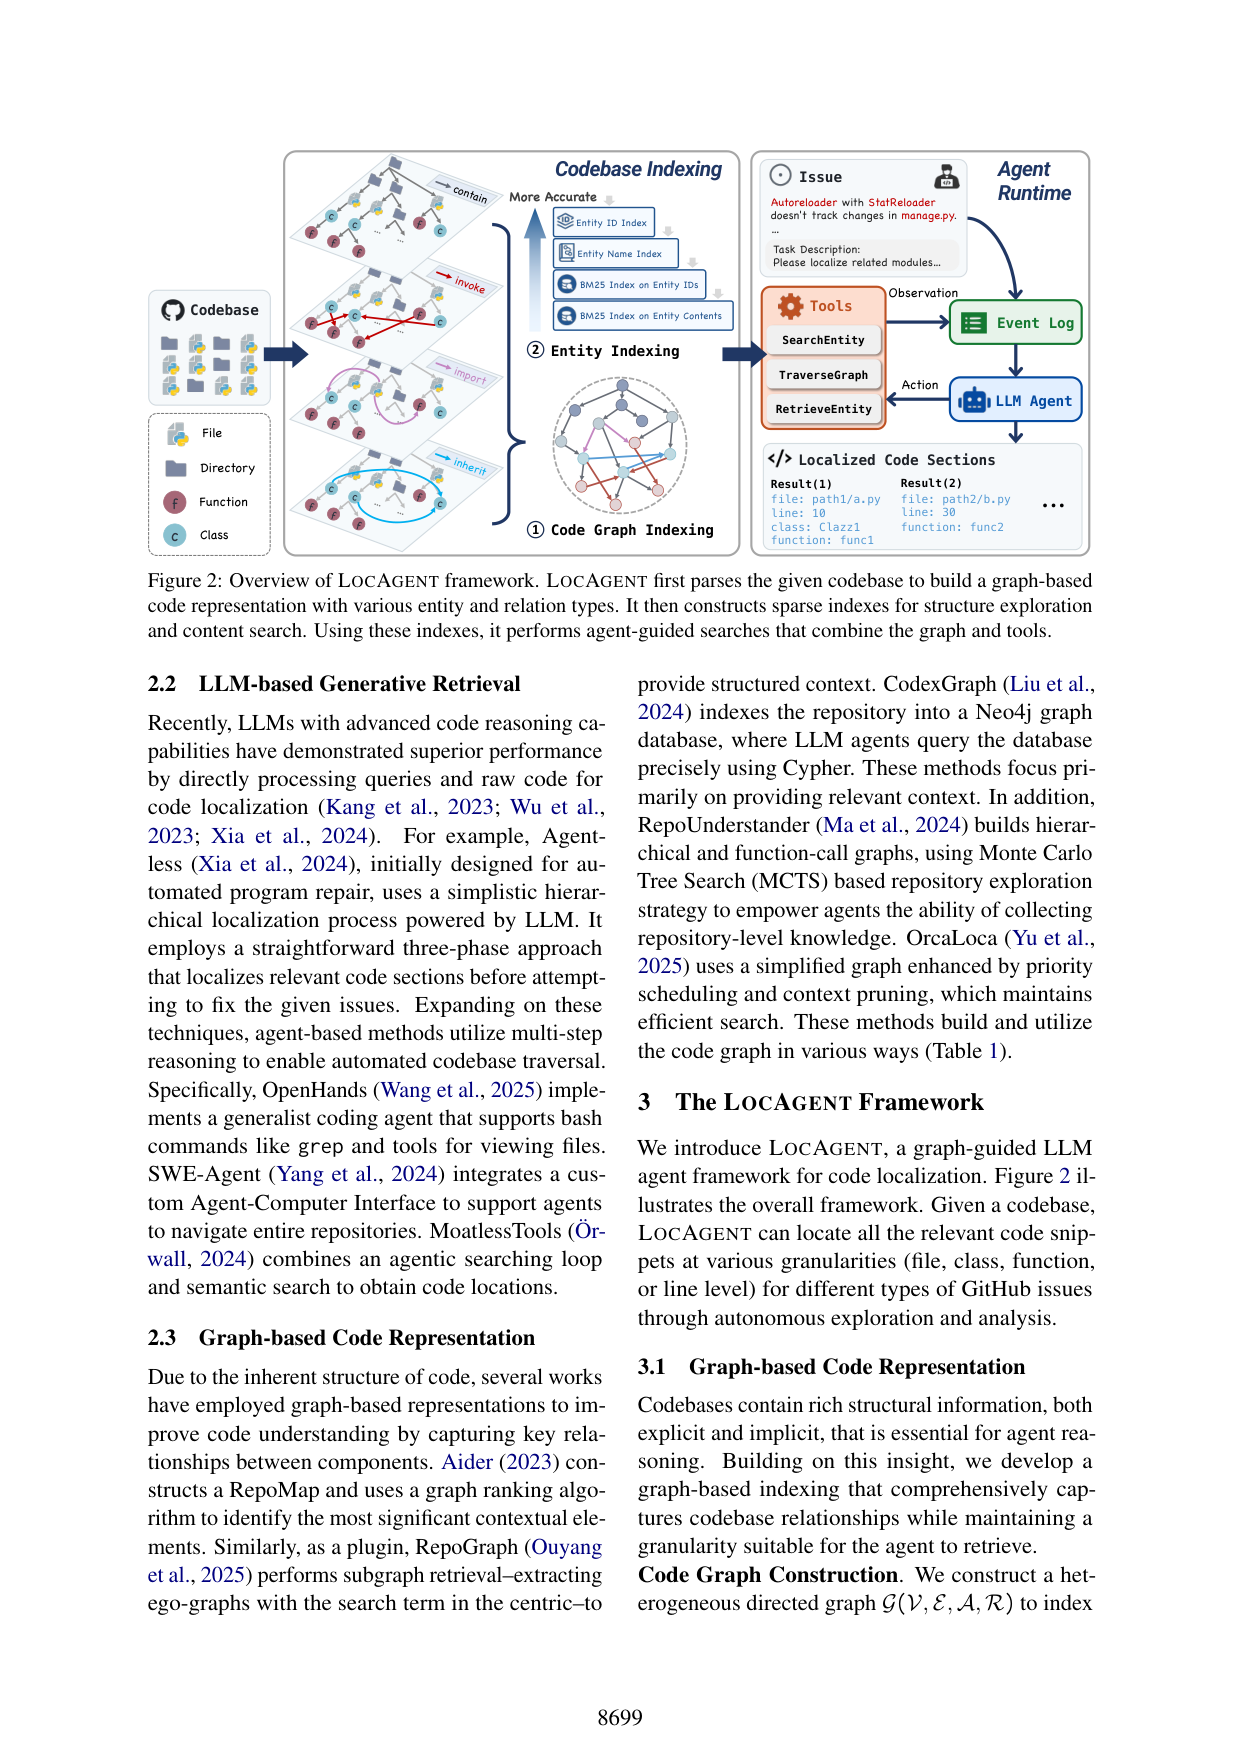 Codebase
File
Directory
Function
Class
Codebase Indexing
contain
invoke
import
inherit
More Accurate
Entity ID Index
Entity Name Index
BM25 Index on Entity IDs
BM25 Index on Entity Contents
② Entity Indexing
① Code Graph Indexing
Agent
Runtime
Issue
Autoreloader with StatReloader
doesn't track changes in manage.py.
...
Task Description:
Please localize related modules...
Tools
SearchEntity
TraverseGraph
RetrieveEntity
Observation
Event Log
Action
LLM Agent
</> Localized Code Sections
Result(1)
file: path1/a.py
line: 10
class: Clazz1
function: func1
Result(2)
file: path2/b.py
line: 30
function: func2
...
Figure 2: Overview of LOCAGENT framework. LOCAGENT first parses the given codebase to build a graph-based
code representation with various entity and relation types. It then constructs sparse indexes for structure exploration
and content search. Using these indexes, it performs agent-guided searches that combine the graph and tools.
2.2 LLM-based Generative Retrieval
Recently, LLMs with advanced code reasoning ca-
pabilities have demonstrated superior performance
by directly processing queries and raw code for
code localization (Kang et al., 2023; Wu et al.,
2023; Xia et al., 2024). For example, Agent-
less (Xia et al., 2024), initially designed for au-
tomated program repair, uses a simplistic hierar-
chical localization process powered by LLM. It
employs a straightforward three-phase approach
that localizes relevant code sections before attempt-
ing to fix the given issues. Expanding on these
techniques, agent-based methods utilize multi-step
reasoning to enable automated codebase traversal.
Specifically, OpenHands (Wang et al., 2025) imple-
ments a generalist coding agent that supports bash
commands like grep and tools for viewing files.
SWE-Agent (Yang et al., 2024) integrates a cus-
tom Agent-Computer Interface to support agents
to navigate entire repositories. MoatlessTools (Ör-
wall, 2024) combines an agentic searching loop
and semantic search to obtain code locations.
2.3 Graph-based Code Representation
Due to the inherent structure of code, several works
have employed graph-based representations to im-
prove code understanding by capturing key rela-
tionships between components. Aider (2023) con-
structs a RepoMap and uses a graph ranking algo-
rithm to identify the most significant contextual ele-
ments. Similarly, as a plugin, RepoGraph (Ouyang
et al., 2025) performs subgraph retrieval–extracting
ego-graphs with the search term in the centric–to
provide structured context. CodexGraph (Liu et al.,
2024) indexes the repository into a Neo4j graph
database, where LLM agents query the database
precisely using Cypher. These methods focus pri-
marily on providing relevant context. In addition,
RepoUnderstander (Ma et al., 2024) builds hierar-
chical and function-call graphs, using Monte Carlo
Tree Search (MCTS) based repository exploration
strategy to empower agents the ability of collecting
repository-level knowledge. OrcaLoca (Yu et al.,
2025) uses a simplified graph enhanced by priority
scheduling and context pruning, which maintains
efficient search. These methods build and utilize
the code graph in various ways (Table 1).
3 The LOCAGENT Framework
We introduce LOCAGENT, a graph-guided LLM
agent framework for code localization. Figure 2 il-
lustrates the overall framework. Given a codebase,
LOCAGENT can locate all the relevant code snip-
pets at various granularities (file, class, function,
or line level) for different types of GitHub issues
through autonomous exploration and analysis.
3.1 Graph-based Code Representation
Codebases contain rich structural information, both
explicit and implicit, that is essential for agent rea-
soning. Building on this insight, we develop a
graph-based indexing that comprehensively cap-
tures codebase relationships while maintaining a
granularity suitable for the agent to retrieve.
Code Graph Construction. We construct a het-
erogeneous directed graph 𝒢(𝒱, ℰ, 𝒜, ℛ) to index
8699